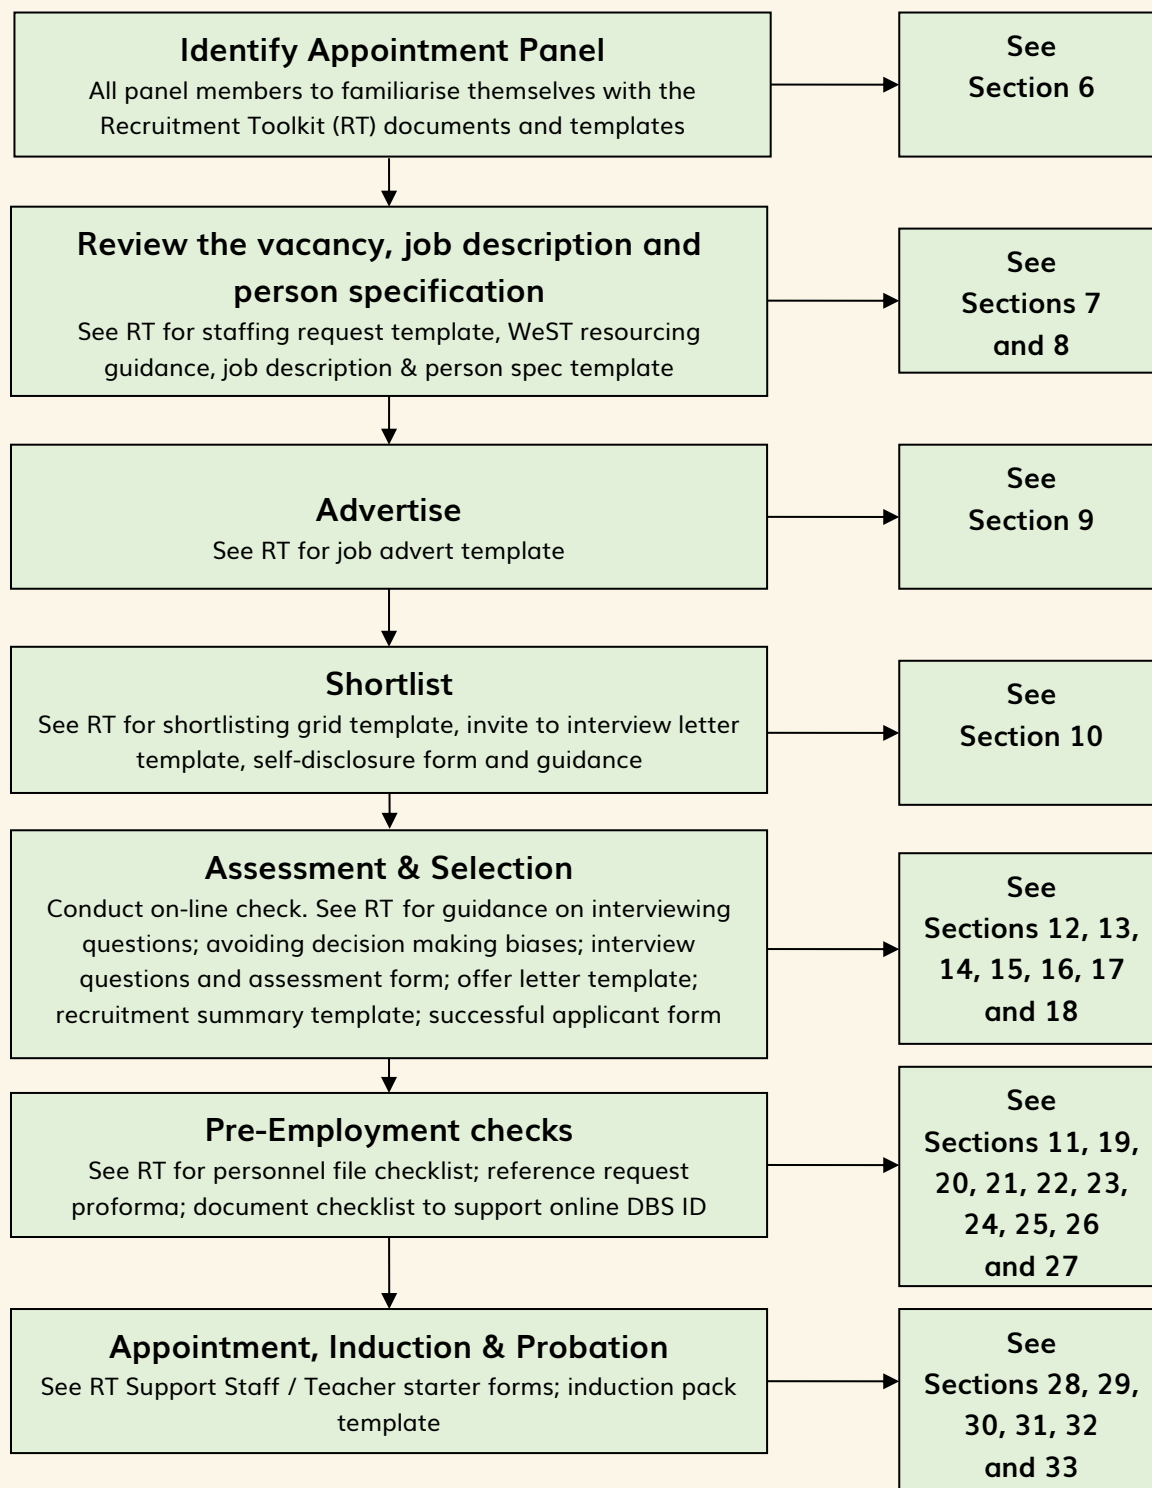 Identify Appointment Panel
All panel members to familiarise themselves with the
Recruitment Toolkit (RT) documents and templates
See
Section 6
Review the vacancy, job description and
person specification
See RT for staffing request template, WeST resourcing
guidance, job description & person spec template
See
Sections 7
and 8
Advertise
See RT for job advert template
See
Section 9
Shortlist
See RT for shortlisting grid template, invite to interview letter
template, self-disclosure form and guidance
See
Section 10
Assessment & Selection
Conduct on-line check. See RT for guidance on interviewing
questions; avoiding decision making biases; interview
questions and assessment form; offer letter template;
recruitment summary template; successful applicant form
See
Sections 12, 13,
14, 15, 16, 17
and 18
Pre-Employment checks
See RT for personnel file checklist; reference request
proforma; document checklist to support online DBS ID
See
Sections 11, 19,
20, 21, 22, 23,
24, 25, 26
and 27
Appointment, Induction & Probation
See RT Support Staff / Teacher starter forms; induction pack
template
See
Sections 28, 29,
30, 31, 32
and 33